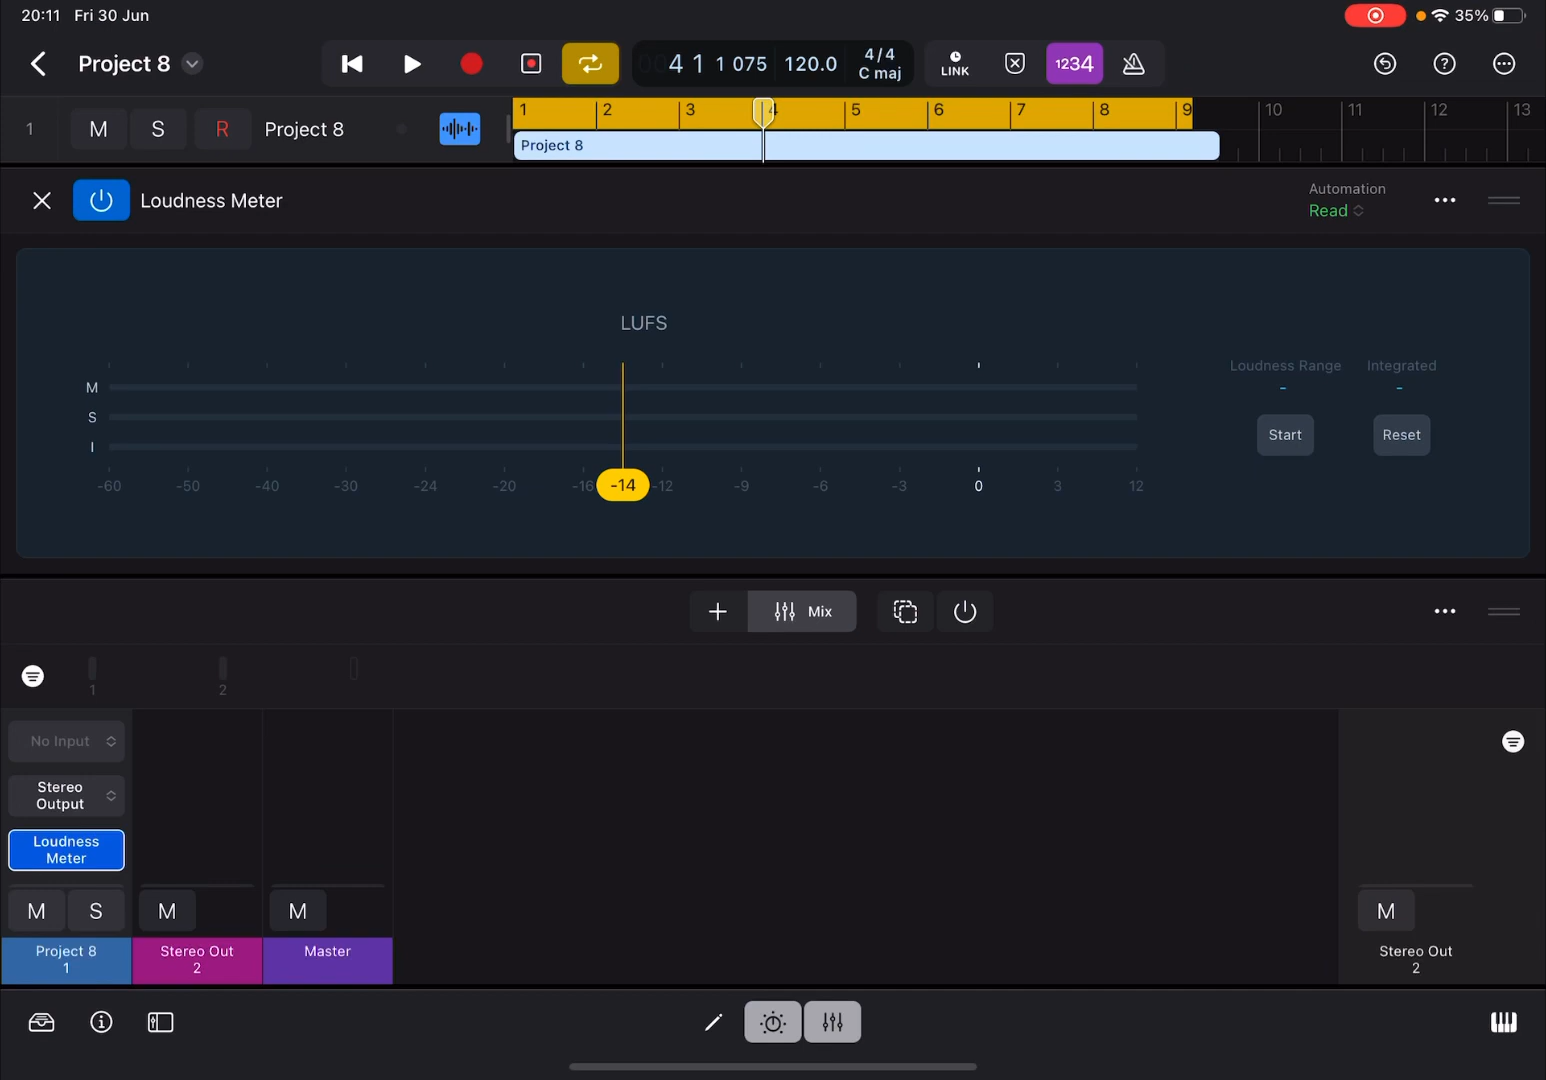 20:11 Fri 30 Jun
35%
Project 8
4 1 1 075 120.0 4/4
C maj
LINK
1234
1 M S R Project 8
1 2 3 4 5 6 7 8 9 10 11 12 13
Project 8
Loudness Meter
Automation
Read
LUFS
Loudness Range Integrated
M - -
S
Start Reset
I
-60 -50 -40 -30 -24 -20 -16 -14 -12 -9 -6 -3 0 3 12
Mix
1 2
No Input
Stereo
Output
Loudness
Meter
M S M M M
Project 8 Stereo Out Master Stereo Out
1 2 2